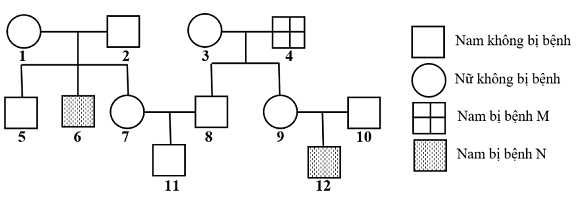 1 2 3 4
5 6 7 8 9 10
11 12
Nam không bị bệnh
Nữ không bị bệnh
Nam bị bệnh M
Nam bị bệnh N